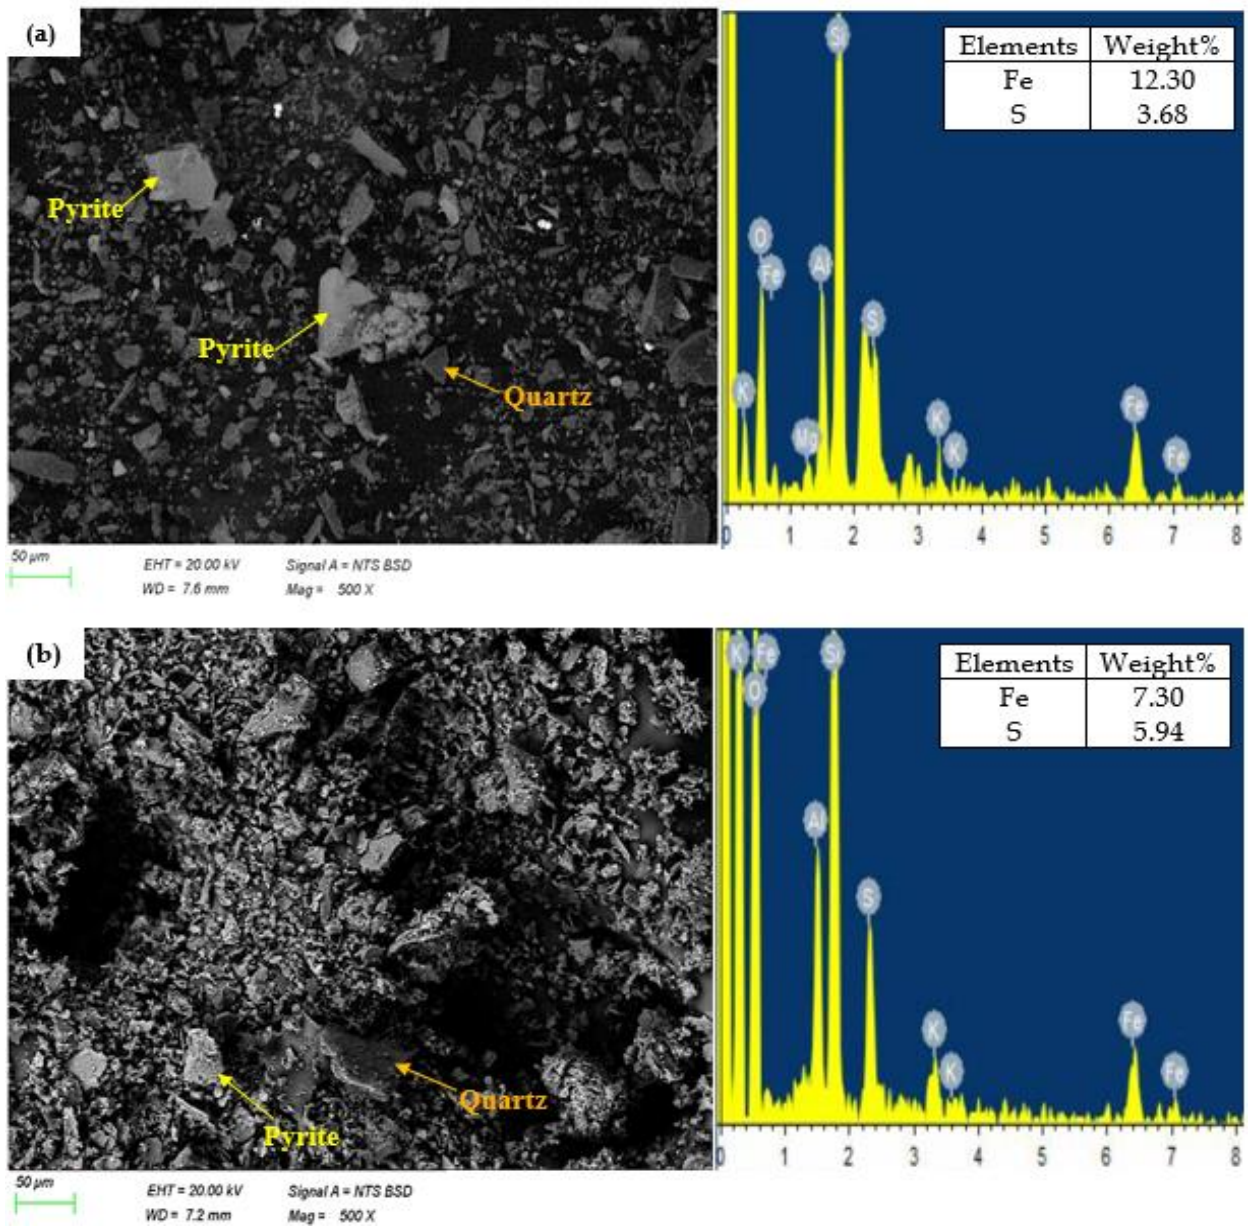 (a)
Pyrite
Pyrite
Quartz
50 µm
EHT = 20.00 kV
Signal A = NTS BSD
WD = 7.6 mm
Mag = 500 X
Elements Weight%
Fe 12.30
S 3.68
Si
O
Fe
Al
S
K
Mg
K
K
Fe
Fe
0 1 2 3 4 5 6 7 8
(b)
Pyrite
Quartz
50 µm
EHT = 20.00 kV
Signal A = NTS BSD
WD = 7.2 mm
Mag = 500 X
Elements Weight%
Fe 7.30
S 5.94
K
Fe
Si
O
Al
S
K
K
Fe
Fe
0 1 2 3 4 5 6 7 8